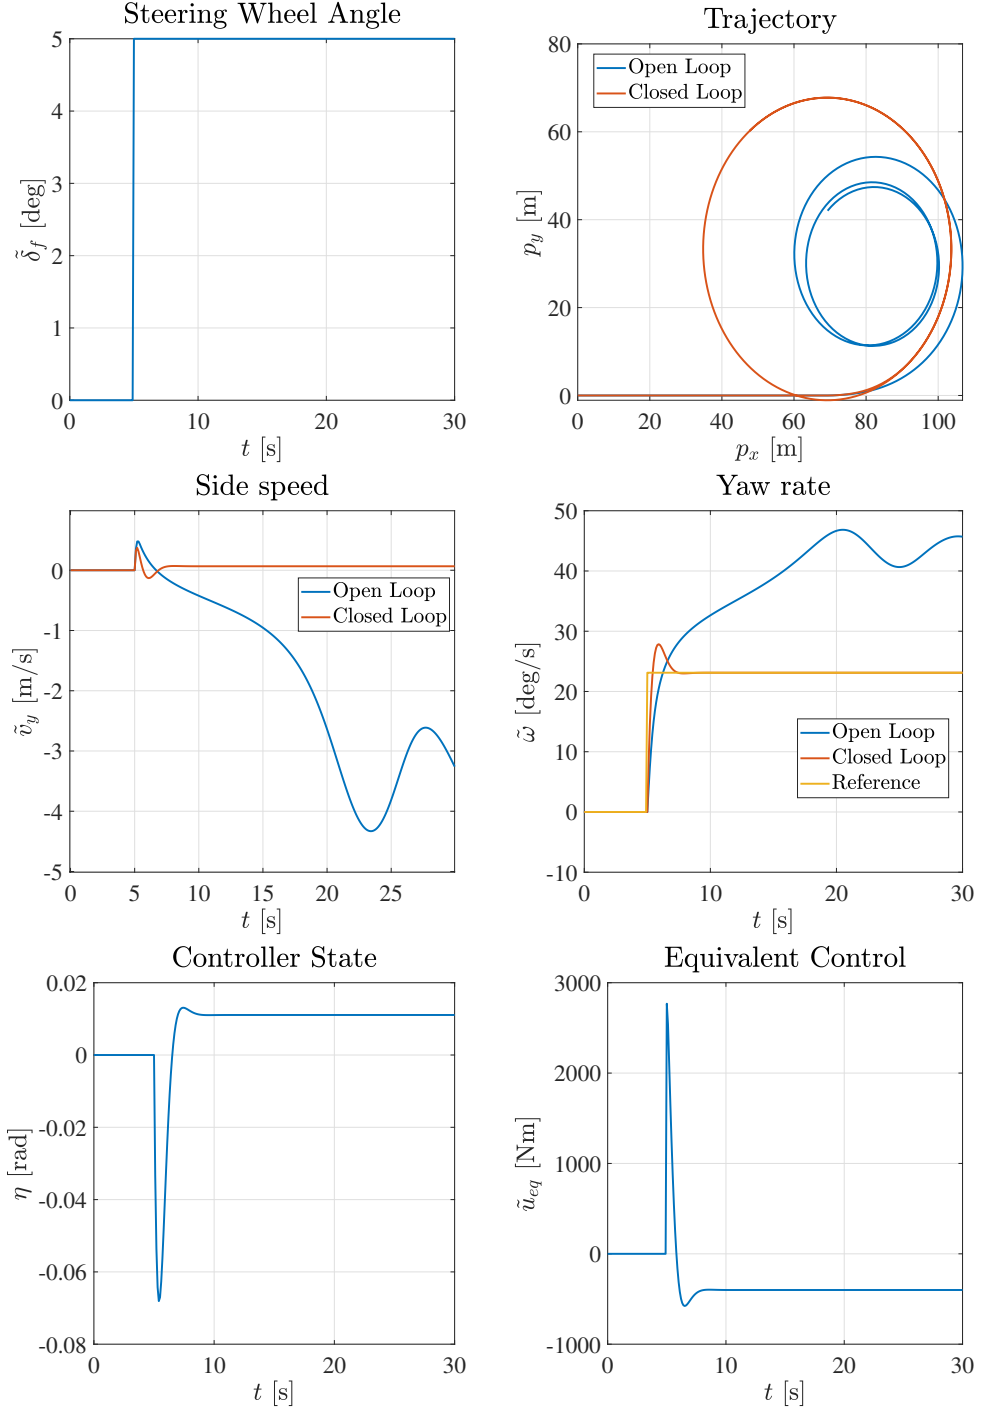 Steering Wheel Angle
5
4
3
2
1
0
0 10 20 30
δ̃_f [deg]
t [s]
Trajectory
80
60
40
20
0
0 20 40 60 80 100
p_y [m]
p_x [m]
Open Loop
Closed Loop
Side speed
0
-1
-2
-3
-4
-5
0 5 10 15 20 25
ṽ_y [m/s]
t [s]
Open Loop
Closed Loop
Yaw rate
50
40
30
20
10
0
-10
0 10 20 30
ω̃ [deg/s]
t [s]
Open Loop
Closed Loop
Reference
Controller State
0.02
0
-0.02
-0.04
-0.06
-0.08
0 10 20 30
η [rad]
t [s]
Equivalent Control
3000
2000
1000
0
-1000
0 10 20 30
ũ_eq [Nm]
t [s]